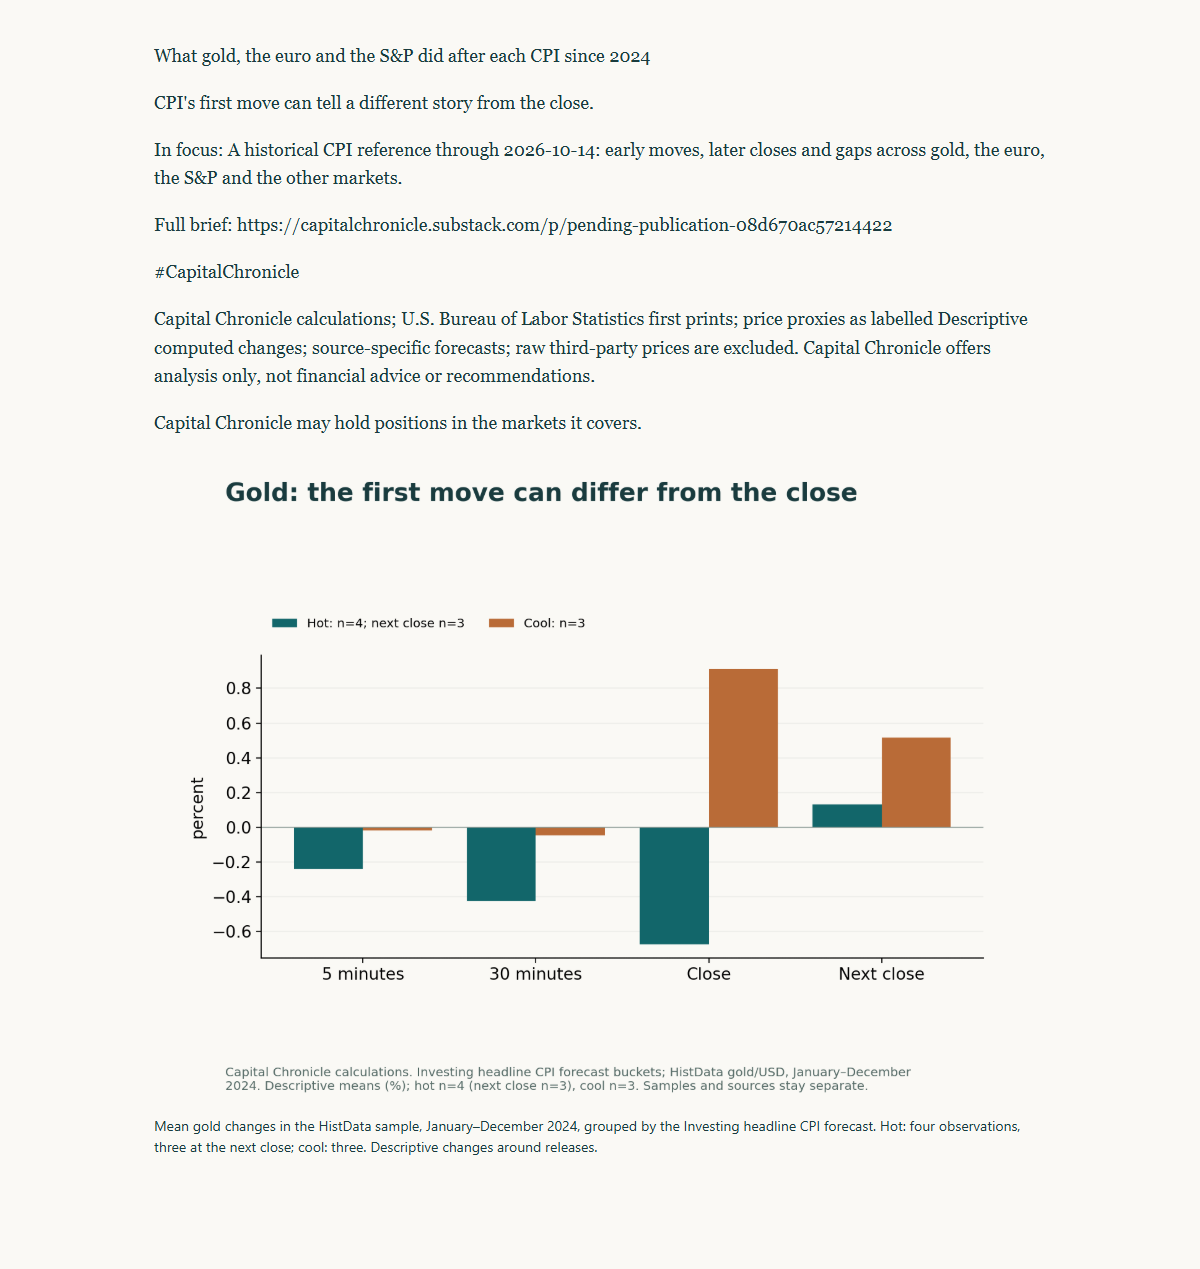 What gold, the euro and the S&P did after each CPI since 2024
CPI's first move can tell a different story from the close.
In focus: A historical CPI reference through 2026-10-14: early moves, later closes and gaps across gold, the euro,
the S&P and the other markets.
Full brief: https://capitalchronicle.substack.com/p/pending-publication-08d670ac57214422
#CapitalChronicle
Capital Chronicle calculations; U.S. Bureau of Labor Statistics first prints; price proxies as labelled Descriptive
computed changes; source-specific forecasts; raw third-party prices are excluded. Capital Chronicle offers
analysis only, not financial advice or recommendations.
Capital Chronicle may hold positions in the markets it covers.
Gold: the first move can differ from the close
Hot: n=4; next close n=3
Cool: n=3
0.8
0.6
0.4
0.2
0.0
−0.2
−0.4
−0.6
percent
5 minutes
30 minutes
Close
Next close
Capital Chronicle calculations. Investing headline CPI forecast buckets; HistData gold/USD, January–December
2024. Descriptive means (%); hot n=4 (next close n=3), cool n=3. Samples and sources stay separate.
Mean gold changes in the HistData sample, January–December 2024, grouped by the Investing headline CPI forecast. Hot: four observations,
three at the next close; cool: three. Descriptive changes around releases.